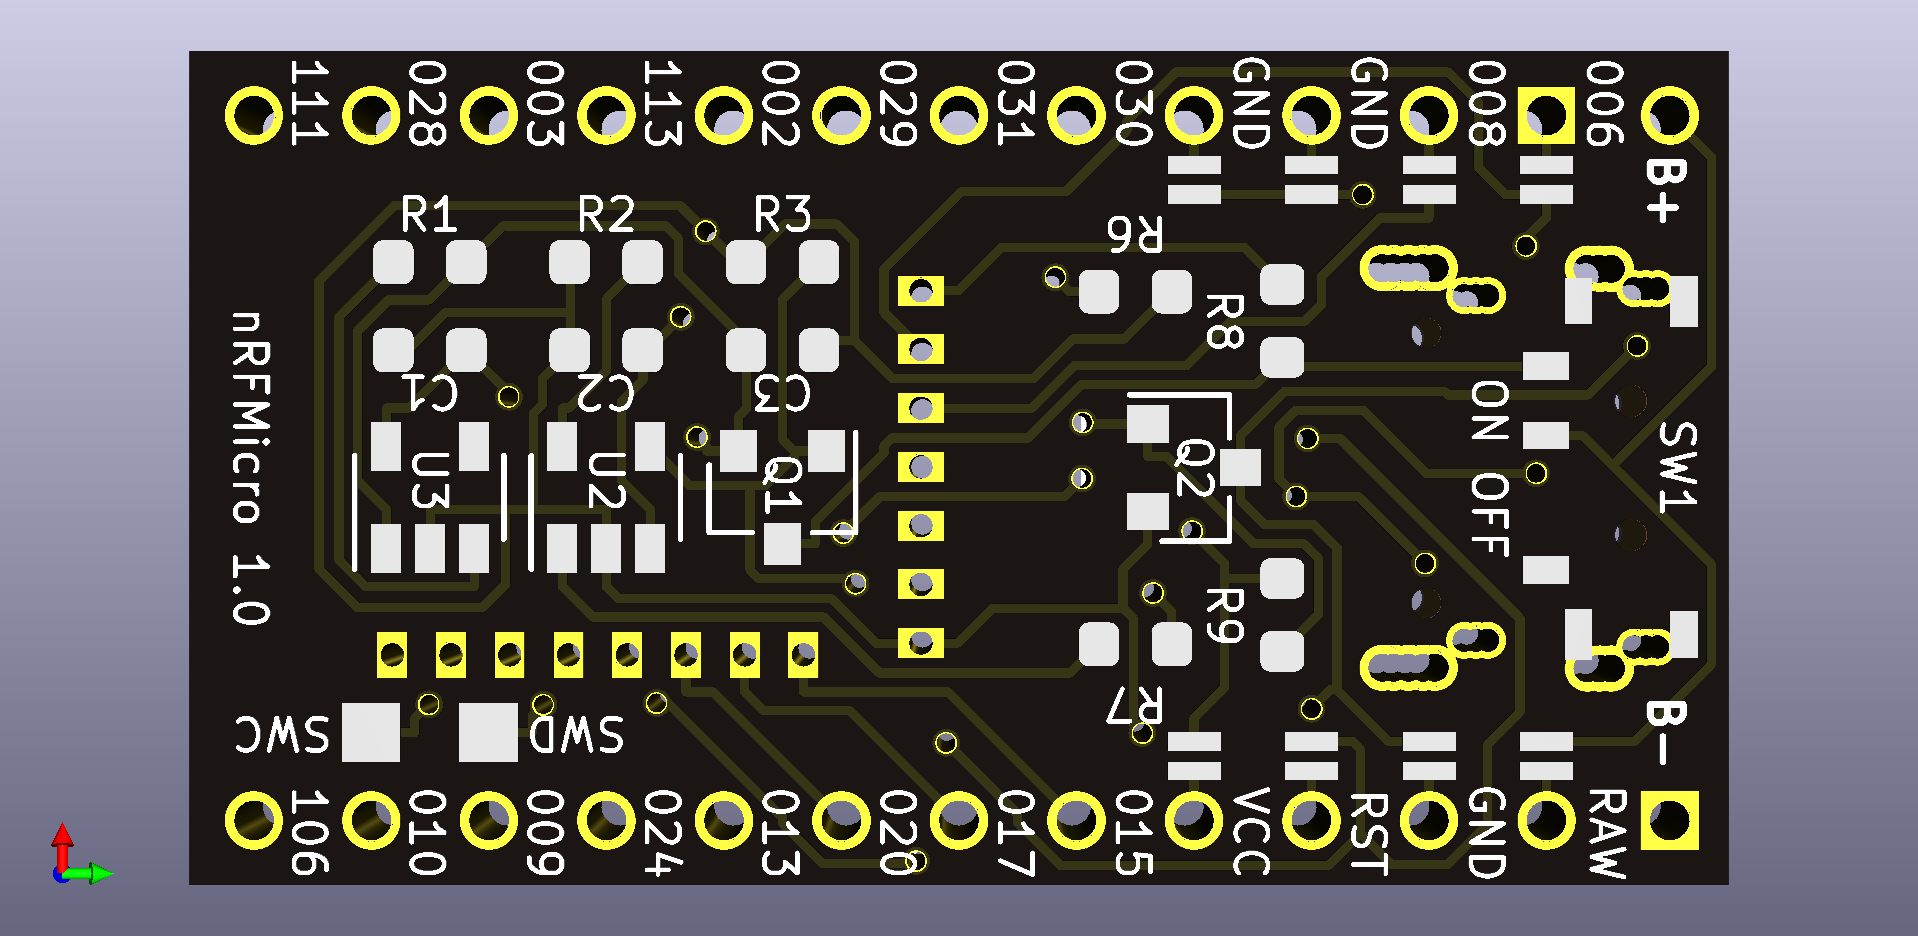 111
028
003
113
002
029
031
030
GND
GND
008
006
B+
R1
R2
R3
R6
R8
nRFMicro 1.0
C1
C2
C3
U3
U2
Q1
Q2
ON
OFF
SW1
R9
R7
SWC
SWD
B-
106
010
009
024
013
020
017
015
VCC
RST
GND
RAW